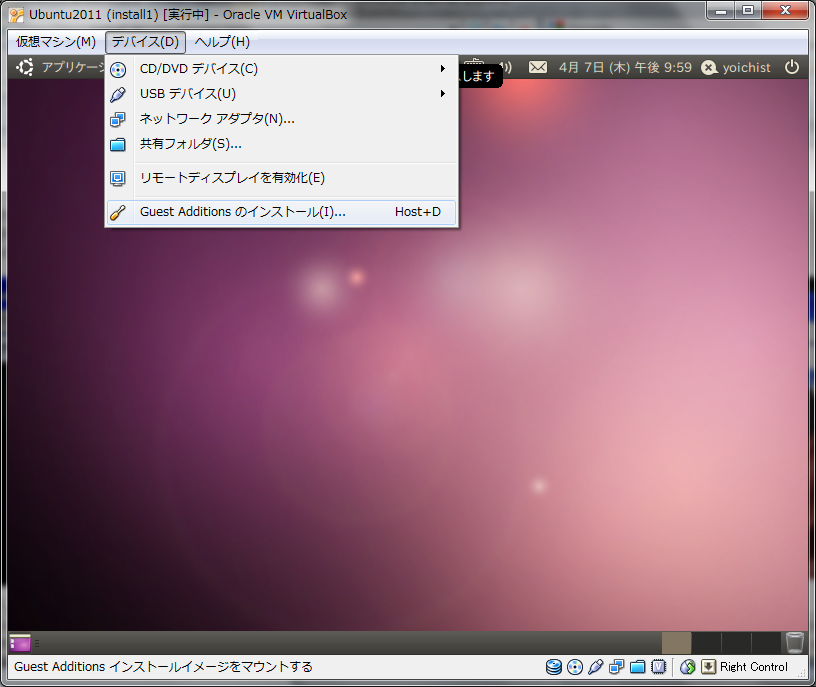 Ubuntu2011 (install1) [実行中] - Oracle VM VirtualBox
仮想マシン(M) デバイス(D) ヘルプ(H)
アプリケーシ
します
4月 7日 (木) 午後 9:59
yoichist
CD/DVD デバイス(C)
USB デバイス(U)
ネットワーク アダプタ(N)...
共有フォルダ(S)...
リモートディスプレイを有効化(E)
Guest Additions のインストール(I)... Host+D
Guest Additions インストールイメージをマウントする
Right Control